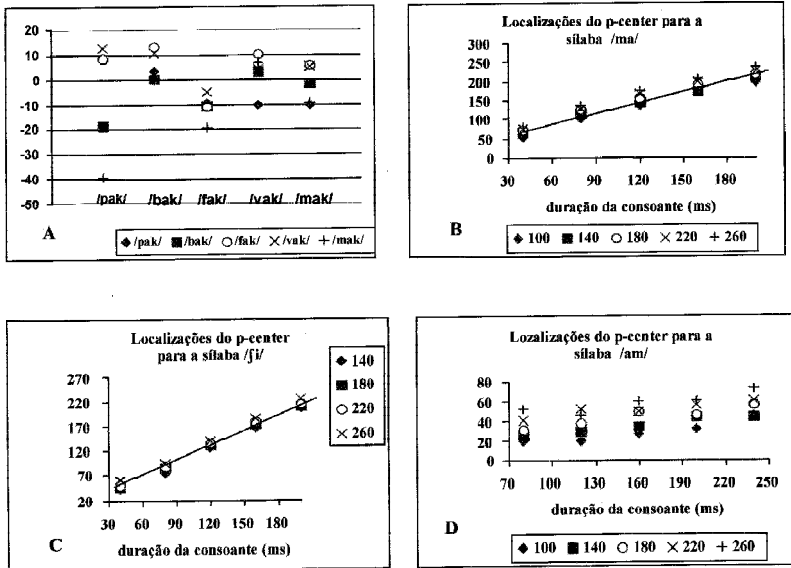 20
10
0
-10
-20
-30
-40
-50
/pak/ /bak/ /fak/ /vak/ /mak/
A
◆ /pak/ ■ /bak/ ○ /fak/ × /vak/ + /mak/
Localizações do p-center para a
sílaba /ma/
300
250
200
150
100
50
0
30 60 90 120 150 180
duração da consoante (ms)
B
◆ 100 ■ 140 ○ 180 × 220 + 260
Localizações do p-center
para a sílaba /ʃi/
270
220
170
120
70
20
30 60 90 120 150 180
duração da consoante (ms)
C
◆ 140
■ 180
○ 220
× 260
Lozalizações do p-center para a
sílaba /am/
80
60
40
20
0
70 90 110 130 150 170 190 210 230 250
duração da consoante (ms)
D
◆ 100 ■ 140 ○ 180 × 220 + 260